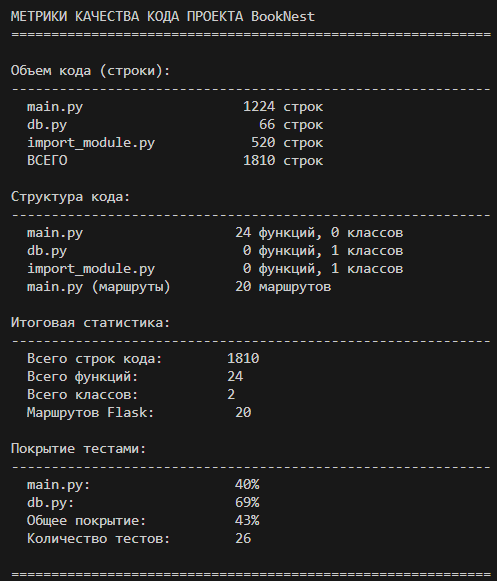 МЕТРИКИ КАЧЕСТВА КОДА ПРОЕКТА BookNest
============================================================
Объем кода (строки):
------------------------------------------------------------
main.py 1224 строк
db.py 66 строк
import_module.py 520 строк
ВСЕГО 1810 строк
Структура кода:
------------------------------------------------------------
main.py 24 функций, 0 классов
db.py 0 функций, 1 классов
import_module.py 0 функций, 1 классов
main.py (маршруты) 20 маршрутов
Итоговая статистика:
------------------------------------------------------------
Всего строк кода: 1810
Всего функций: 24
Всего классов: 2
Маршрутов Flask: 20
Покрытие тестами:
------------------------------------------------------------
main.py: 40%
db.py: 69%
Общее покрытие: 43%
Количество тестов: 26
============================================================